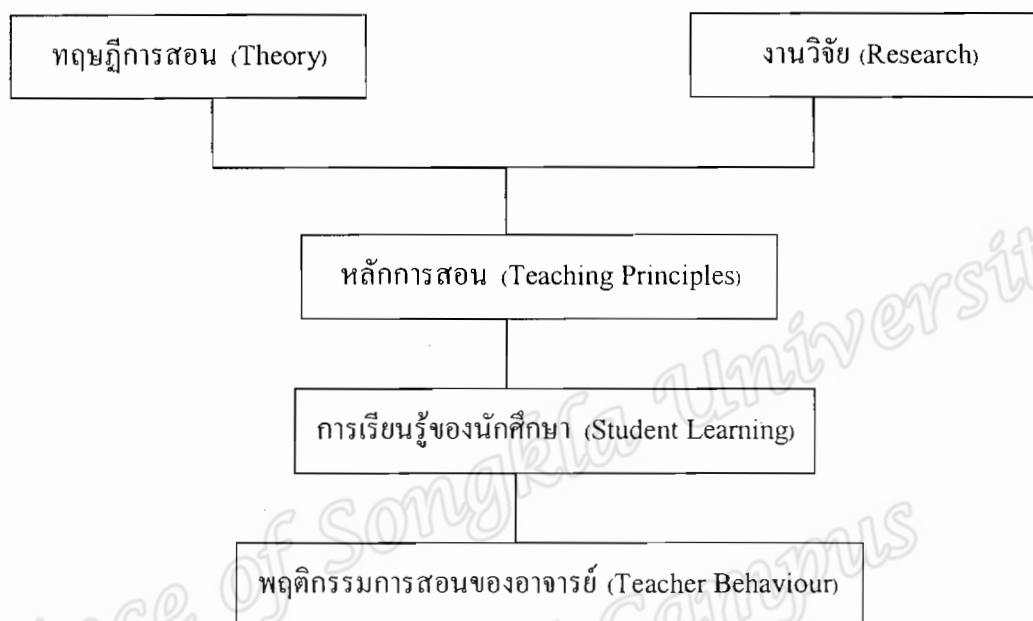 ทฤษฎีการสอน (Theory)
งานวิจัย (Research)
หลักการสอน (Teaching Principles)
การเรียนรู้ของนักศึกษา (Student Learning)
พฤติกรรมการสอนของอาจารย์ (Teacher Behaviour)
of Songkla
Campus